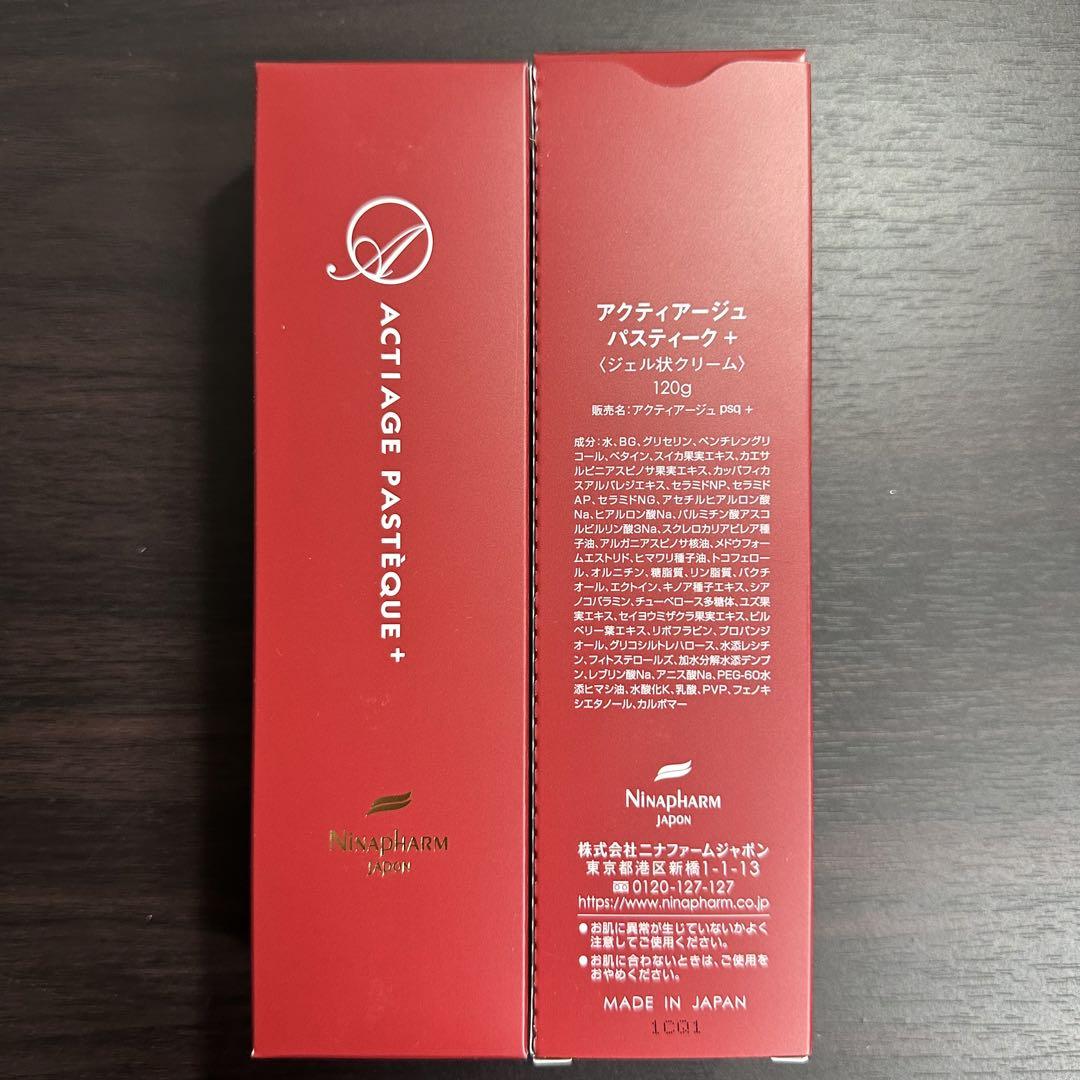 A
ACTIAGE PASTÈQUE+
NINAPHARM
JAPON
アクティアージュ
パスティーク+
〈ジェル状クリーム〉
120g
販売名:アクティアージュ psq +
成分:水、BG、グリセリン、ペンチレングリ
コール、ベタイン、スイカ果実エキス、カエサ
ルピニアスピノサ果実エキス、カッパフィカ
スアルバレジエキス、セラミドNP、セラミド
AP、セラミドNG、アセチルヒアルロン酸
Na、ヒアルロン酸Na、パルミチン酸アスコ
ルビルリン酸3Na、スクレロカリアビレア種
子油、アルガニアスピノサ核油、メドウフォー
ムエストリド、ヒマワリ種子油、トコフェロー
ル、オルニチン、糖脂質、リン脂質、バクチ
オール、エクトイン、キノア種子エキス、シア
ノコバラミン、チューベロース多糖体、ユズ果
実エキス、セイヨウミザクラ果実エキス、ビル
ベリー葉エキス、リボフラビン、プロパンジ
オール、グリコシルトレハロース、水添レシチ
ン、フィトステロールズ、加水分解水添デンプ
ン、レブリン酸Na、アニス酸Na、PEG-60水
添ヒマシ油、水酸化K、乳酸、PVP、フェノキ
シエタノール、カルボマー
NINAPHARM
JAPON
株式会社ニナファームジャポン
東京都港区新橋1-1-13
0120-127-127
https://www.ninapharm.co.jp
●お肌に異常が生じていないかよく
注意してご使用ください。
●お肌に合わないときは、ご使用を
おやめください。
MADE IN JAPAN
1CQ1